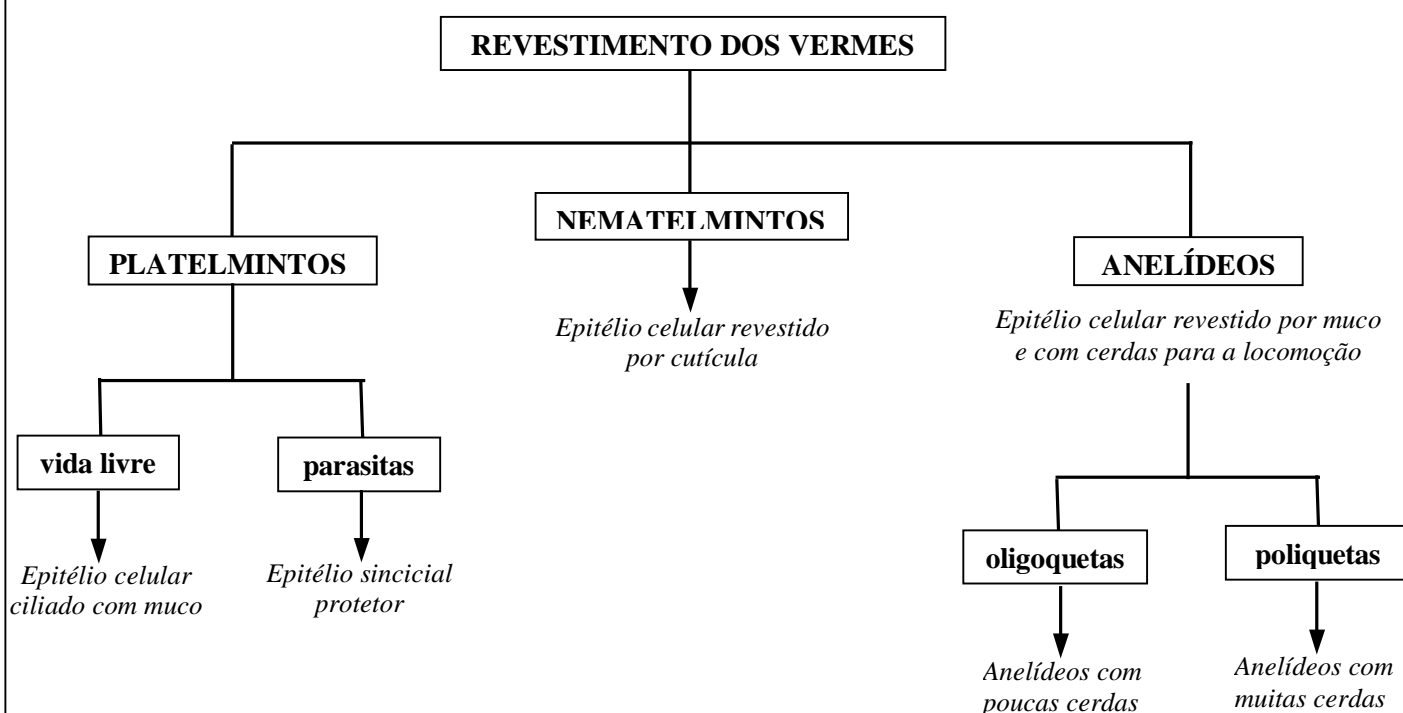 REVESTIMENTO DOS VERMES
NEMATELMINTOS
PLATELMINTOS
ANELÍDEOS
Epitélio celular revestido
por cutícula
Epitélio celular revestido por muco
e com cerdas para a locomoção
vida livre
parasitas
Epitélio celular
ciliado com muco
Epitélio sincicial
protetor
oligoquetas
poliquetas
Anelídeos com
poucas cerdas
Anelídeos com
muitas cerdas